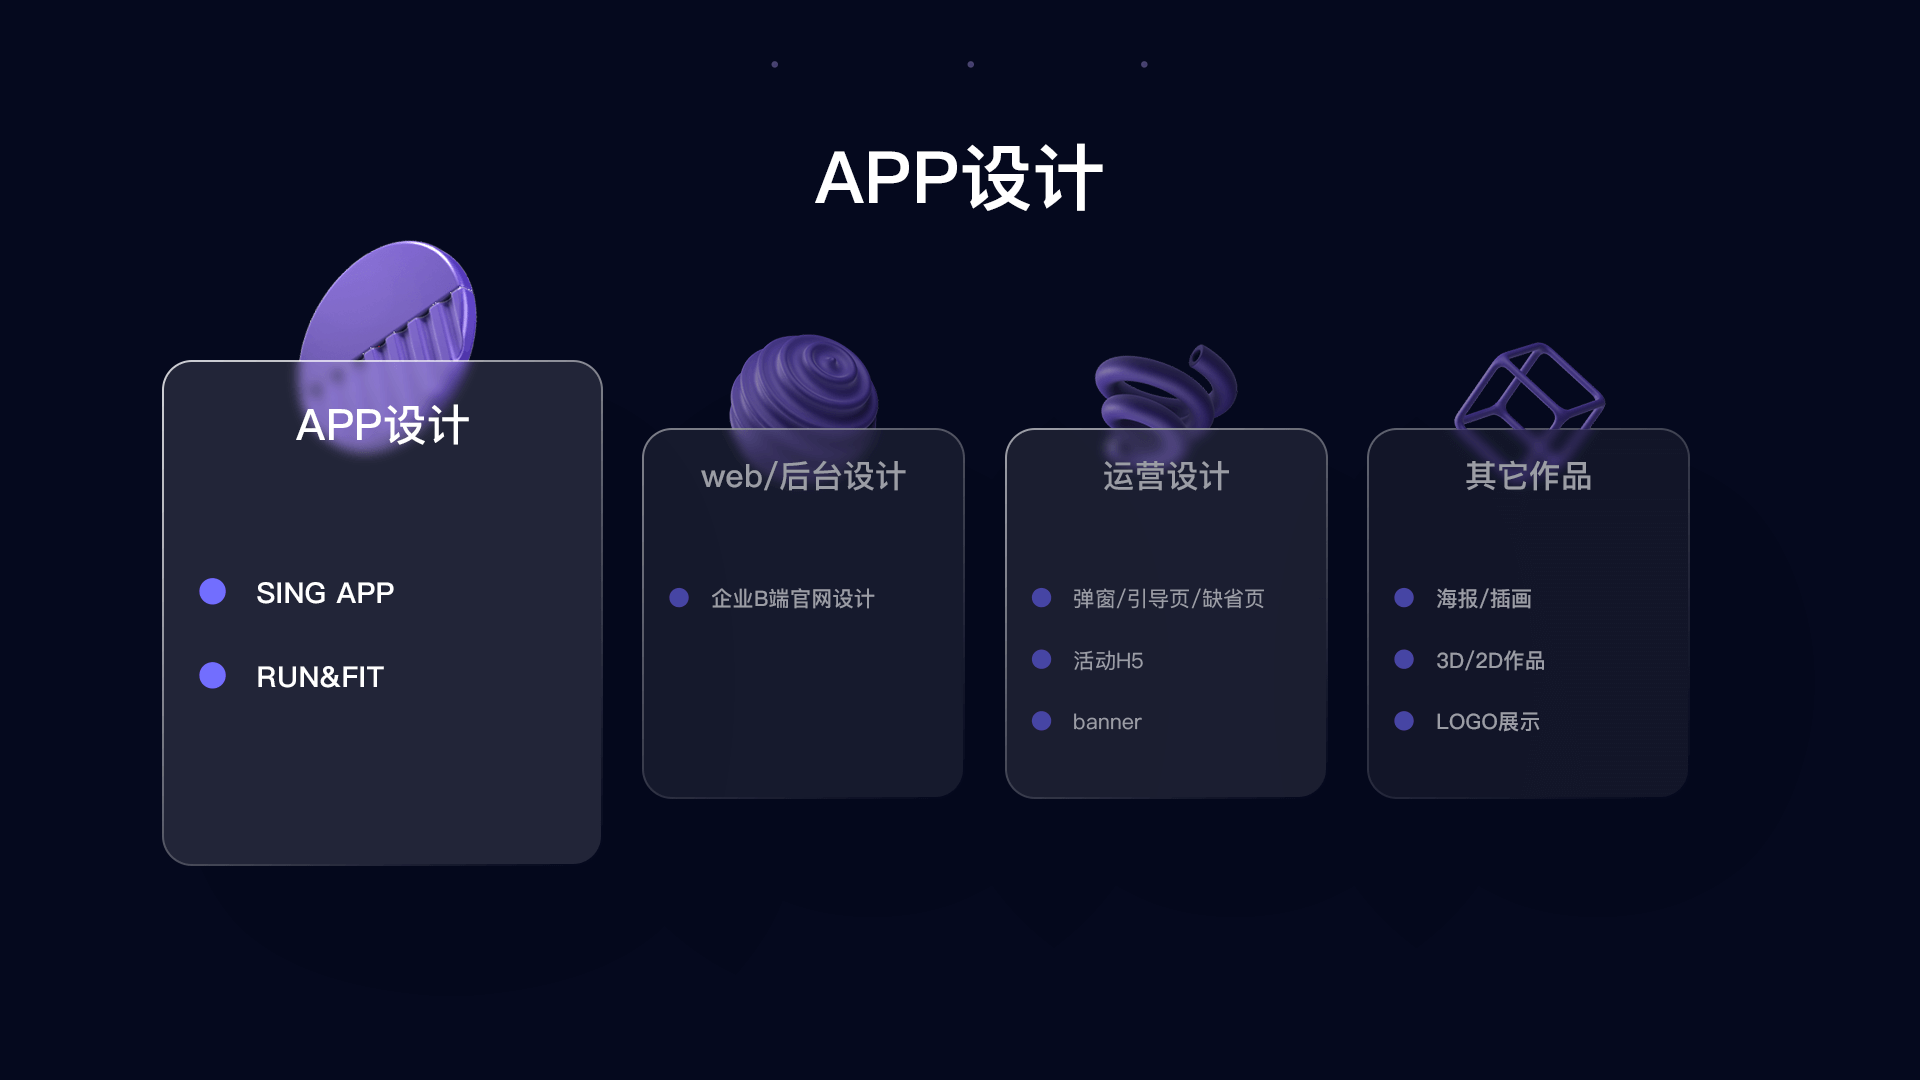 APP设计
APP设计
SING APP
RUN&FIT
web/后台设计
企业B端官网设计
运营设计
弹窗/引导页/缺省页
活动H5
banner
其它作品
海报/插画
3D/2D作品
LOGO展示